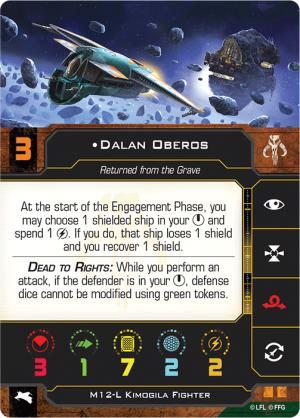 •Dalan Oberos
3
Returned from the Grave
At the start of the Engagement Phase, you
may choose 1 shielded ship in your and
spend 1 . If you do, that ship loses 1 shield
and you recover 1 shield.
Dead to Rights: While you perform an
attack, if the defender is in your , defense
dice cannot be modified using green tokens.
3 1 7 2 2
M12-L Kimogila Fighter
© LFL © FFG